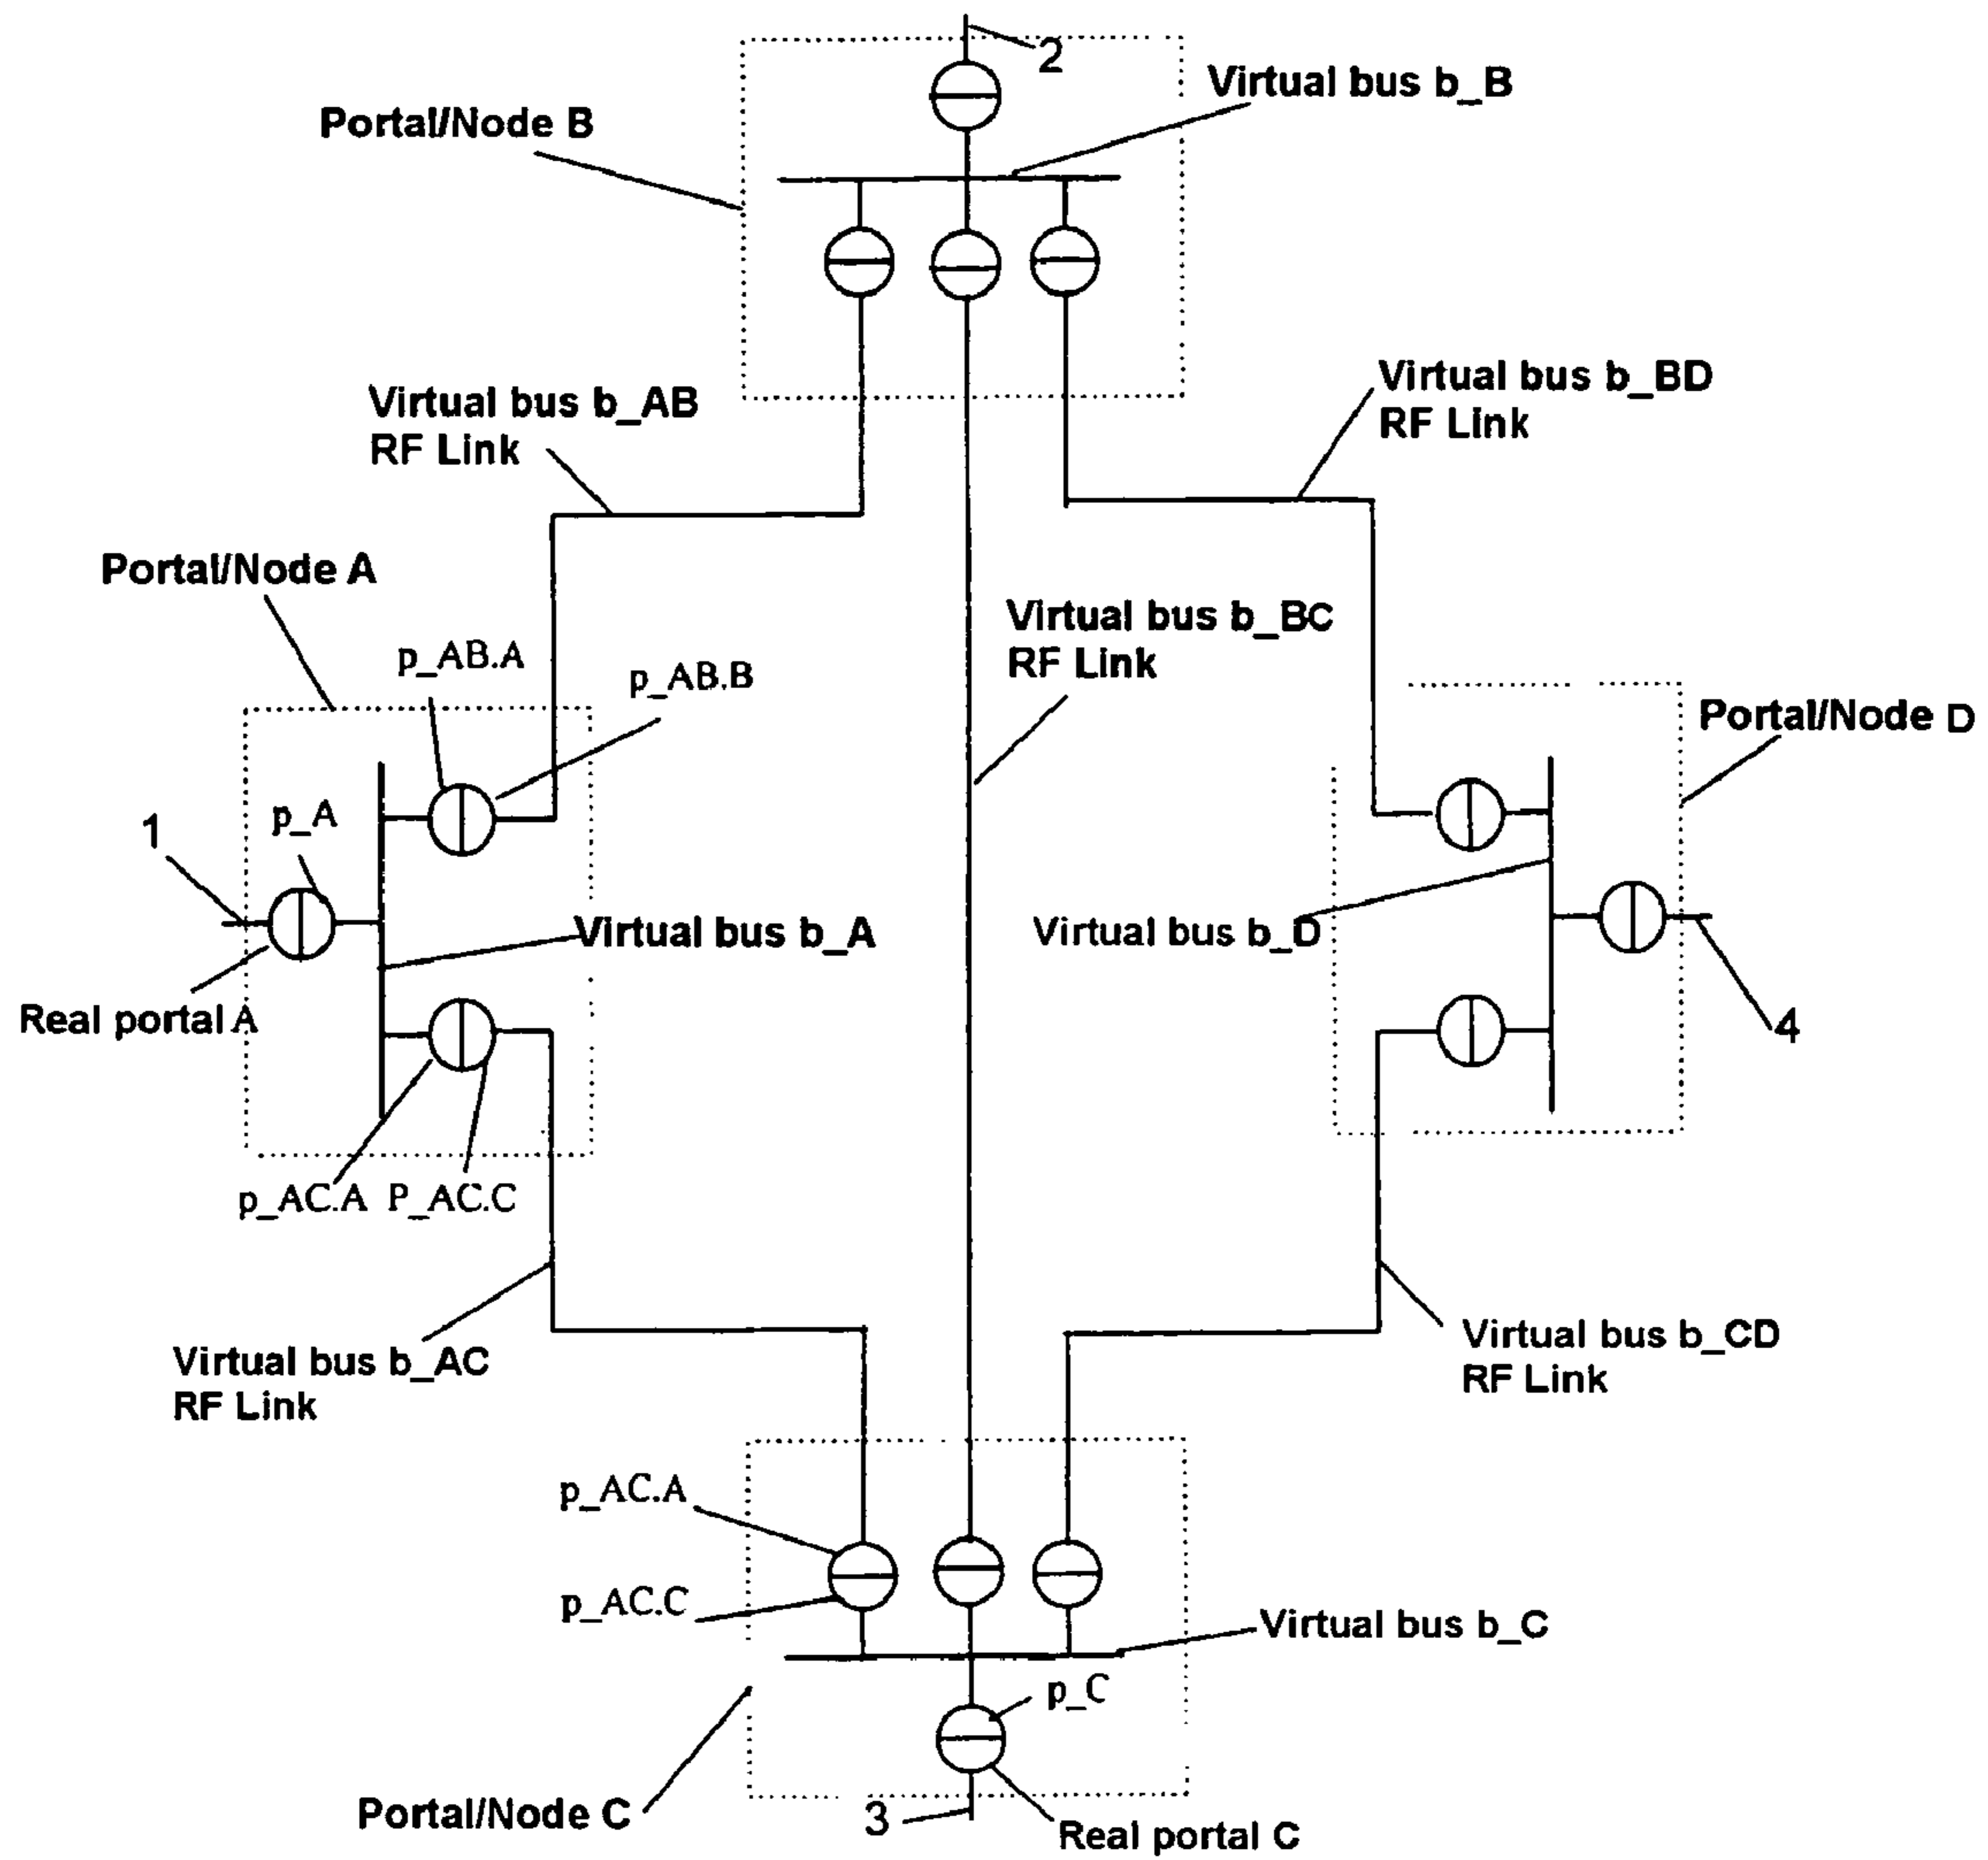 2
Virtual bus b_B
Portal/Node B
Virtual bus b_AB
RF Link
Virtual bus b_BD
RF Link
Portal/Node A
p_AB.A
p_AB.B
Virtual bus b_BC
RF Link
Portal/Node D
1
p_A
Virtual bus b_A
Virtual bus b_D
Real portal A
4
p_AC.A P_AC.C
Virtual bus b_AC
RF Link
Virtual bus b_CD
RF Link
p_AC.A
p_AC.C
Virtual bus b_C
p_C
Portal/Node C
3
Real portal C